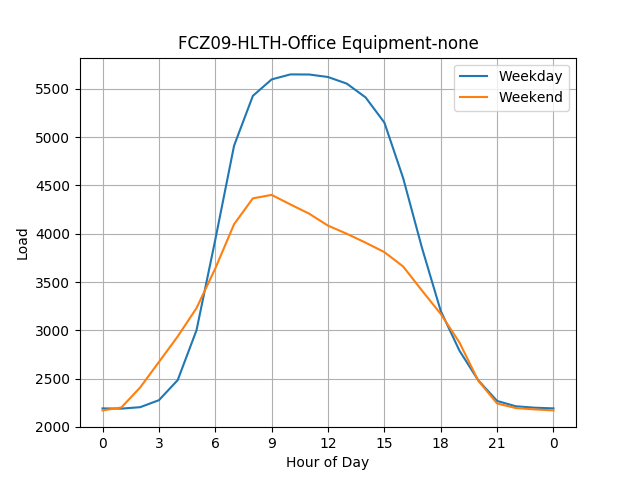 FCZ09-HLTH-Office Equipment-none
Weekday
Weekend
Load
5500
5000
4500
4000
3500
3000
2500
2000
0 3 6 9 12 15 18 21 0
Hour of Day